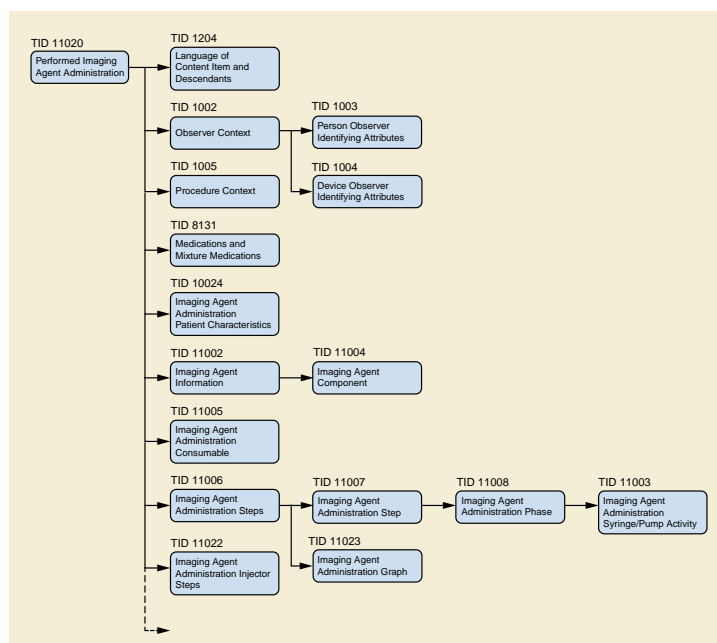 TID 11020
Performed Imaging
Agent Administration
TID 1204
Language of
Content Item and
Descendants
TID 1002
Observer Context
TID 1003
Person Observer
Identifying Attributes
TID 1004
Device Observer
Identifying Attributes
TID 1005
Procedure Context
TID 8131
Medications and
Mixture Medications
TID 10024
Imaging Agent
Administration
Patient Characteristics
TID 11002
Imaging Agent
Information
TID 11004
Imaging Agent
Component
TID 11005
Imaging Agent
Administration
Consumable
TID 11006
Imaging Agent
Administration Steps
TID 11007
Imaging Agent
Administration Step
TID 11008
Imaging Agent
Administration Phase
TID 11003
Imaging Agent
Administration
Syringe/Pump Activity
TID 11023
Imaging Agent
Administration Graph
TID 11022
Imaging Agent
Administration Injector
Steps